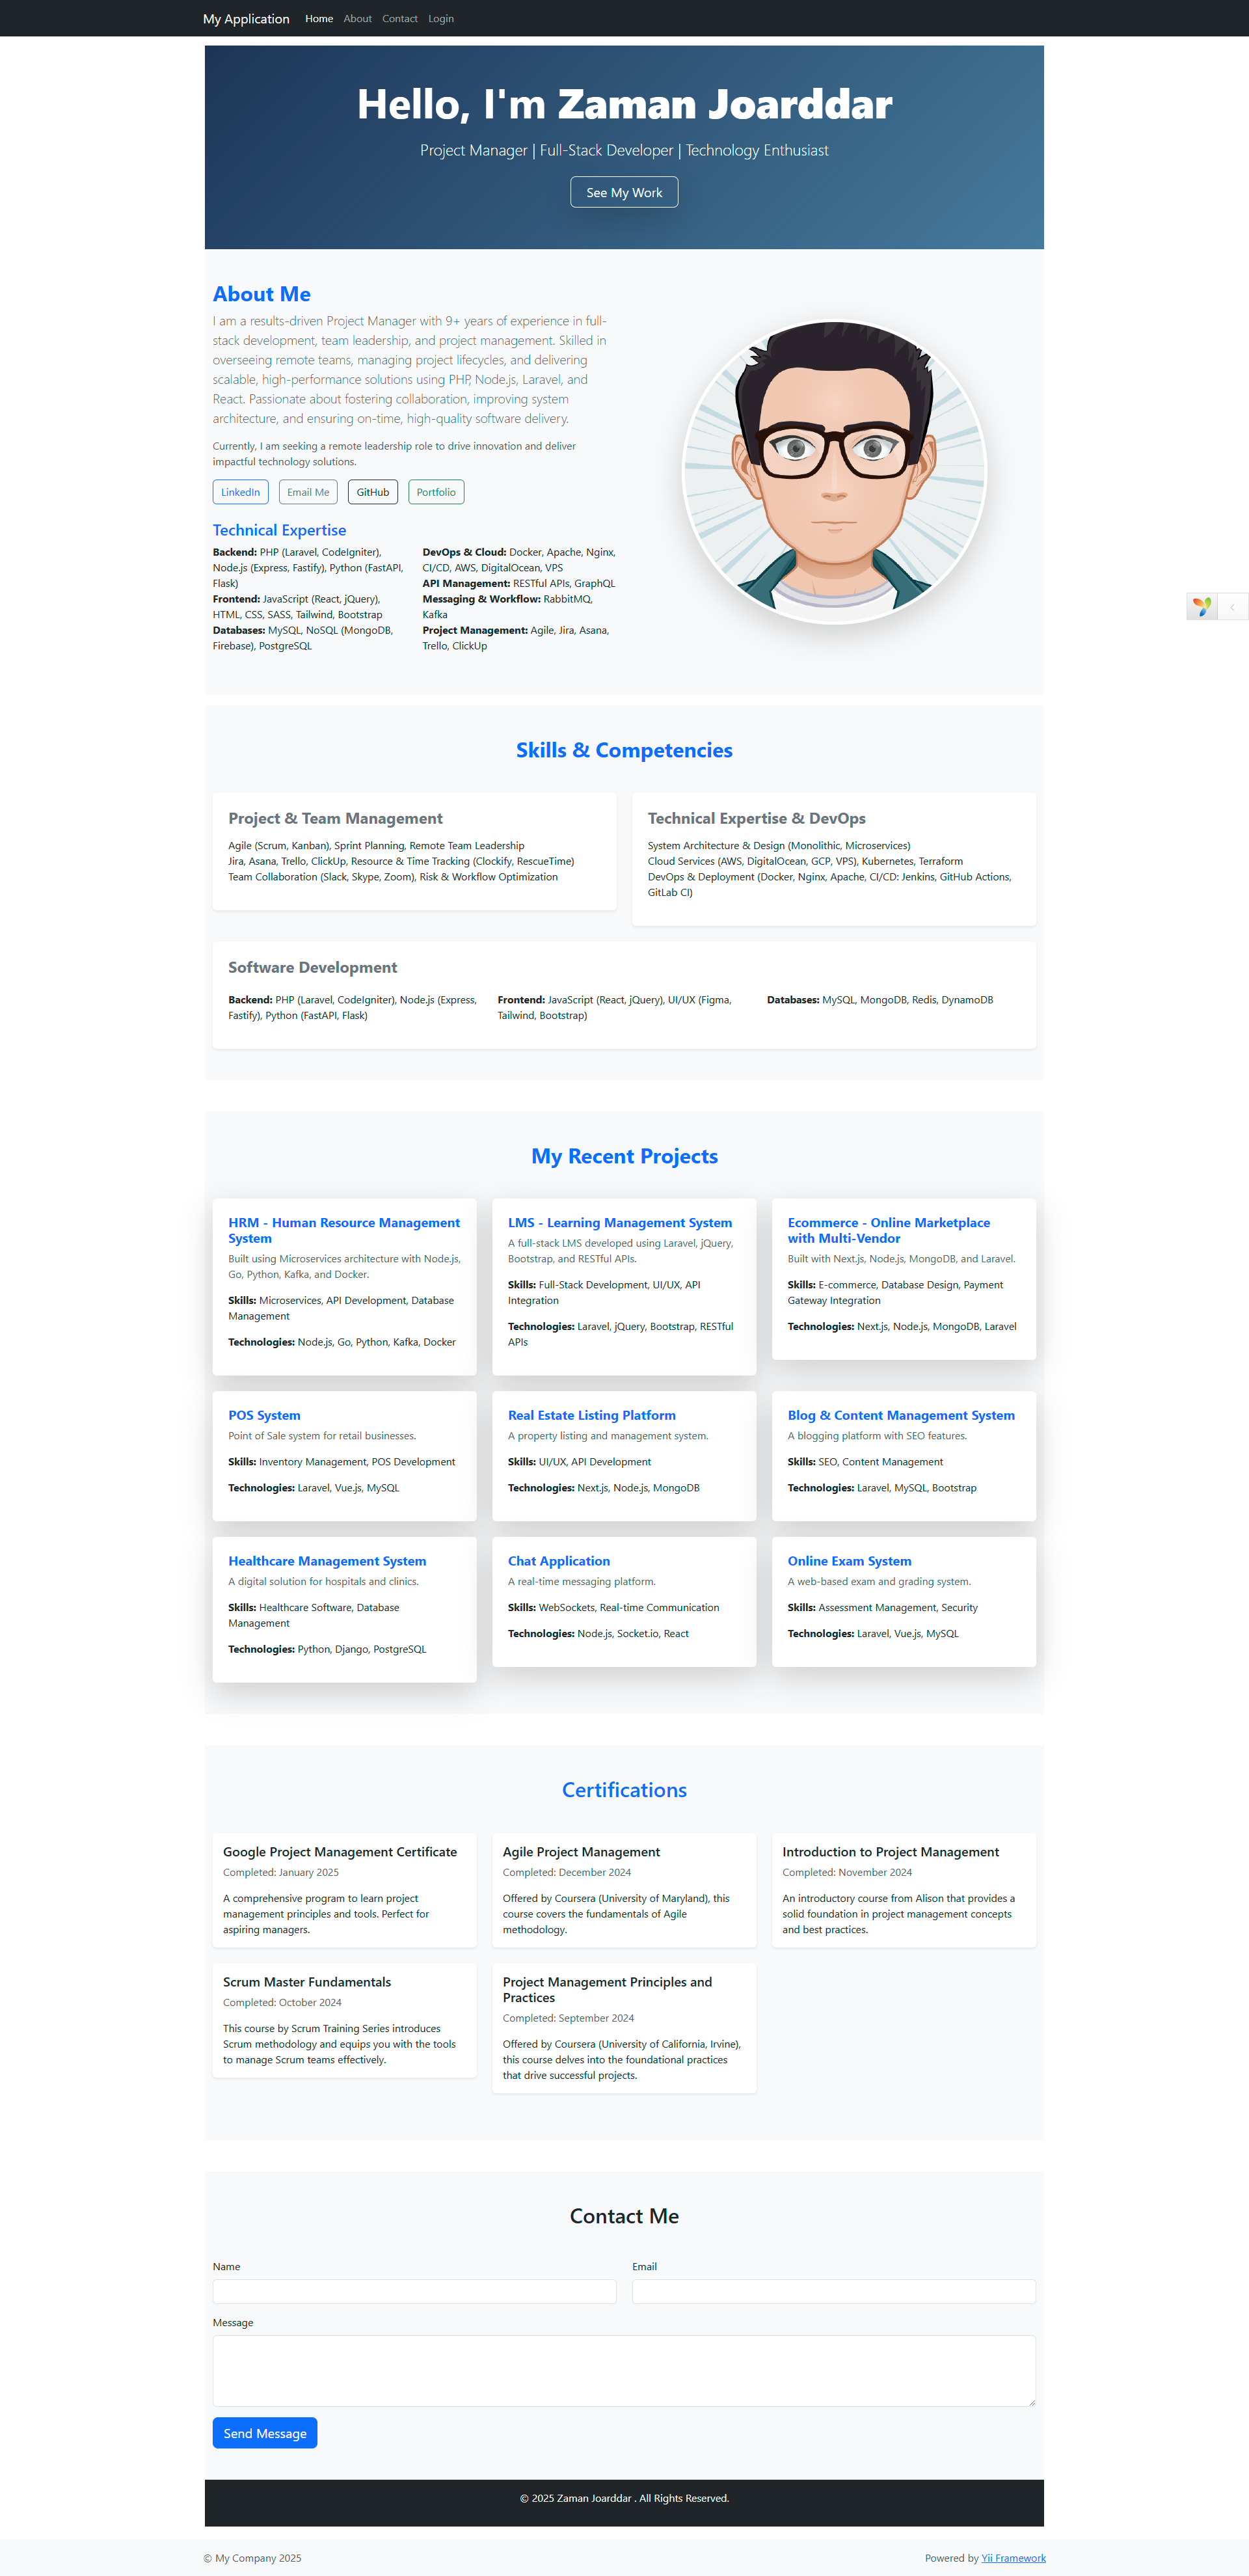 My Application Home About Contact Login
Hello, I'm Zaman Joarddar
Project Manager | Full-Stack Developer | Technology Enthusiast
See My Work
About Me
I am a results-driven Project Manager with 9+ years of experience in full-
stack development, team leadership, and project management. Skilled in
overseeing remote teams, managing project lifecycles, and delivering
scalable, high-performance solutions using PHP, Node.js, Laravel, and
React. Passionate about fostering collaboration, improving system
architecture, and ensuring on-time, high-quality software delivery.
Currently, I am seeking a remote leadership role to drive innovation and deliver
impactful technology solutions.
LinkedIn Email Me GitHub Portfolio
Technical Expertise
Backend: PHP (Laravel, CodeIgniter),
Node.js (Express, Fastify), Python (FastAPI,
Flask)
Frontend: JavaScript (React, jQuery),
HTML, CSS, SASS, Tailwind, Bootstrap
Databases: MySQL, NoSQL (MongoDB,
Firebase), PostgreSQL
DevOps & Cloud: Docker, Apache, Nginx,
CI/CD, AWS, DigitalOcean, VPS
API Management: RESTful APIs, GraphQL
Messaging & Workflow: RabbitMQ,
Kafka
Project Management: Agile, Jira, Asana,
Trello, ClickUp
Skills & Competencies
Project & Team Management
Agile (Scrum, Kanban), Sprint Planning, Remote Team Leadership
Jira, Asana, Trello, ClickUp, Resource & Time Tracking (Clockify, RescueTime)
Team Collaboration (Slack, Skype, Zoom), Risk & Workflow Optimization
Technical Expertise & DevOps
System Architecture & Design (Monolithic, Microservices)
Cloud Services (AWS, DigitalOcean, GCP, VPS), Kubernetes, Terraform
DevOps & Deployment (Docker, Nginx, Apache, CI/CD: Jenkins, GitHub Actions,
GitLab CI)
Software Development
Backend: PHP (Laravel, CodeIgniter), Node.js (Express,
Fastify), Python (FastAPI, Flask)
Frontend: JavaScript (React, jQuery), UI/UX (Figma,
Tailwind, Bootstrap)
Databases: MySQL, MongoDB, Redis, DynamoDB
My Recent Projects
HRM - Human Resource Management
System
Built using Microservices architecture with Node.js,
Go, Python, Kafka, and Docker.
Skills: Microservices, API Development, Database
Management
Technologies: Node.js, Go, Python, Kafka, Docker
LMS - Learning Management System
A full-stack LMS developed using Laravel, jQuery,
Bootstrap, and RESTful APIs.
Skills: Full-Stack Development, UI/UX, API
Integration
Technologies: Laravel, jQuery, Bootstrap, RESTful
APIs
Ecommerce - Online Marketplace
with Multi-Vendor
Built with Next.js, Node.js, MongoDB, and Laravel.
Skills: E-commerce, Database Design, Payment
Gateway Integration
Technologies: Next.js, Node.js, MongoDB, Laravel
POS System
Point of Sale system for retail businesses.
Skills: Inventory Management, POS Development
Technologies: Laravel, Vue.js, MySQL
Real Estate Listing Platform
A property listing and management system.
Skills: UI/UX, API Development
Technologies: Next.js, Node.js, MongoDB
Blog & Content Management System
A blogging platform with SEO features.
Skills: SEO, Content Management
Technologies: Laravel, MySQL, Bootstrap
Healthcare Management System
A digital solution for hospitals and clinics.
Skills: Healthcare Software, Database
Management
Technologies: Python, Django, PostgreSQL
Chat Application
A real-time messaging platform.
Skills: WebSockets, Real-time Communication
Technologies: Node.js, Socket.io, React
Online Exam System
A web-based exam and grading system.
Skills: Assessment Management, Security
Technologies: Laravel, Vue.js, MySQL
Certifications
Google Project Management Certificate
Completed: January 2025
A comprehensive program to learn project
management principles and tools. Perfect for
aspiring managers.
Agile Project Management
Completed: December 2024
Offered by Coursera (University of Maryland), this
course covers the fundamentals of Agile
methodology.
Introduction to Project Management
Completed: November 2024
An introductory course from Alison that provides a
solid foundation in project management concepts
and best practices.
Scrum Master Fundamentals
Completed: October 2024
This course by Scrum Training Series introduces
Scrum methodology and equips you with the tools
to manage Scrum teams effectively.
Project Management Principles and
Practices
Completed: September 2024
Offered by Coursera (University of California, Irvine),
this course delves into the foundational practices
that drive successful projects.
Contact Me
Name
Email
Message
Send Message
© 2025 Zaman Joarddar . All Rights Reserved.
© My Company 2025
Powered by Yii Framework